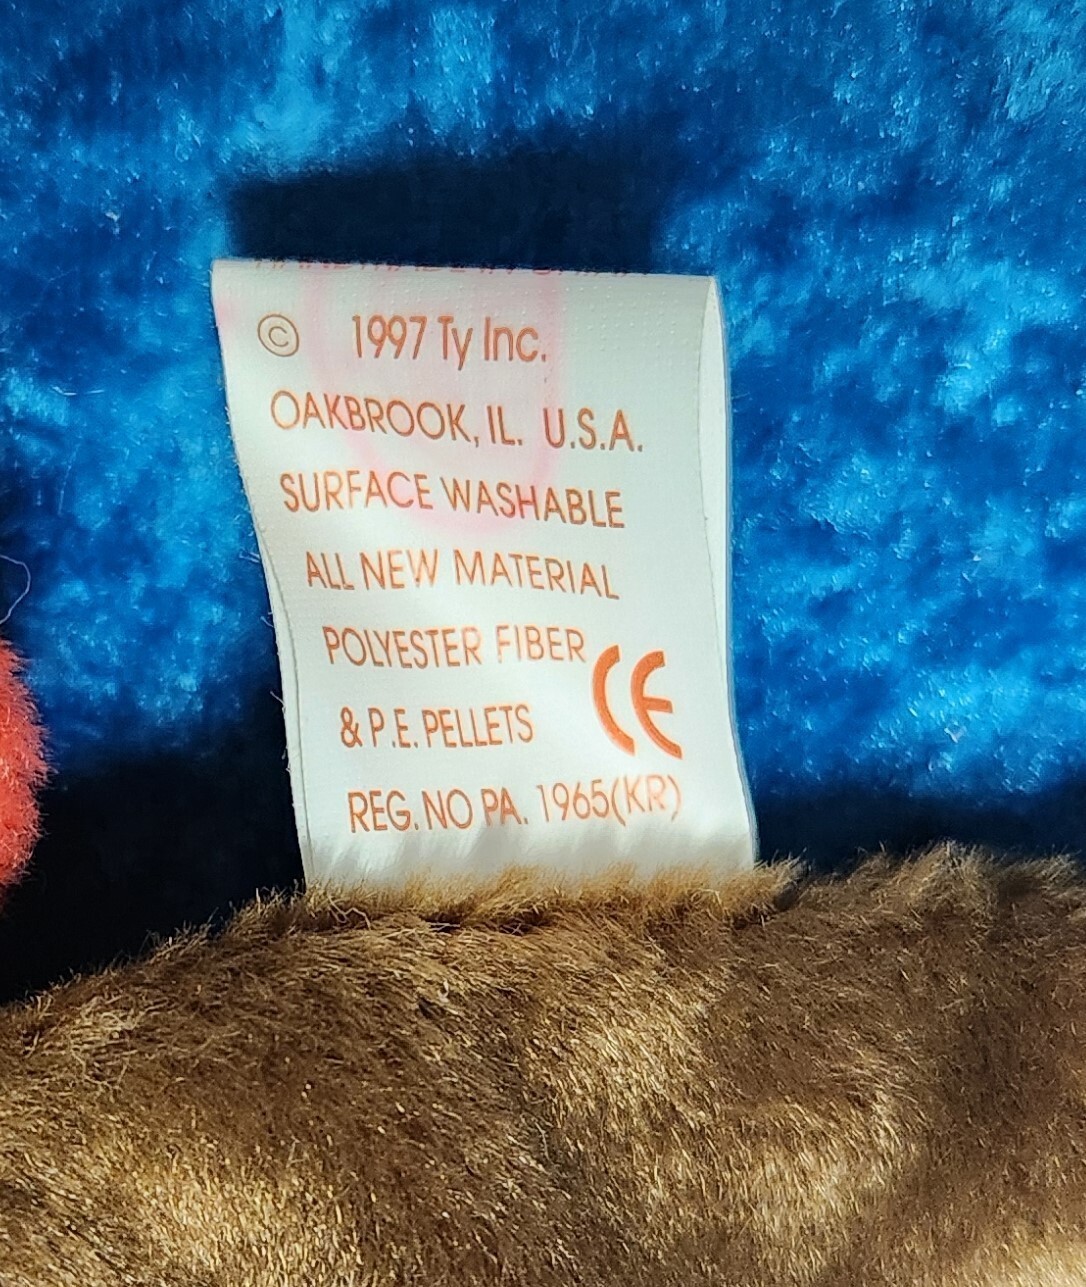 © 1997 Ty Inc.
OAKBROOK, IL. U.S.A.
SURFACE WASHABLE
ALL NEW MATERIAL
POLYESTER FIBER
& P.E. PELLETS CE
REG. NO PA. 1965(KR)